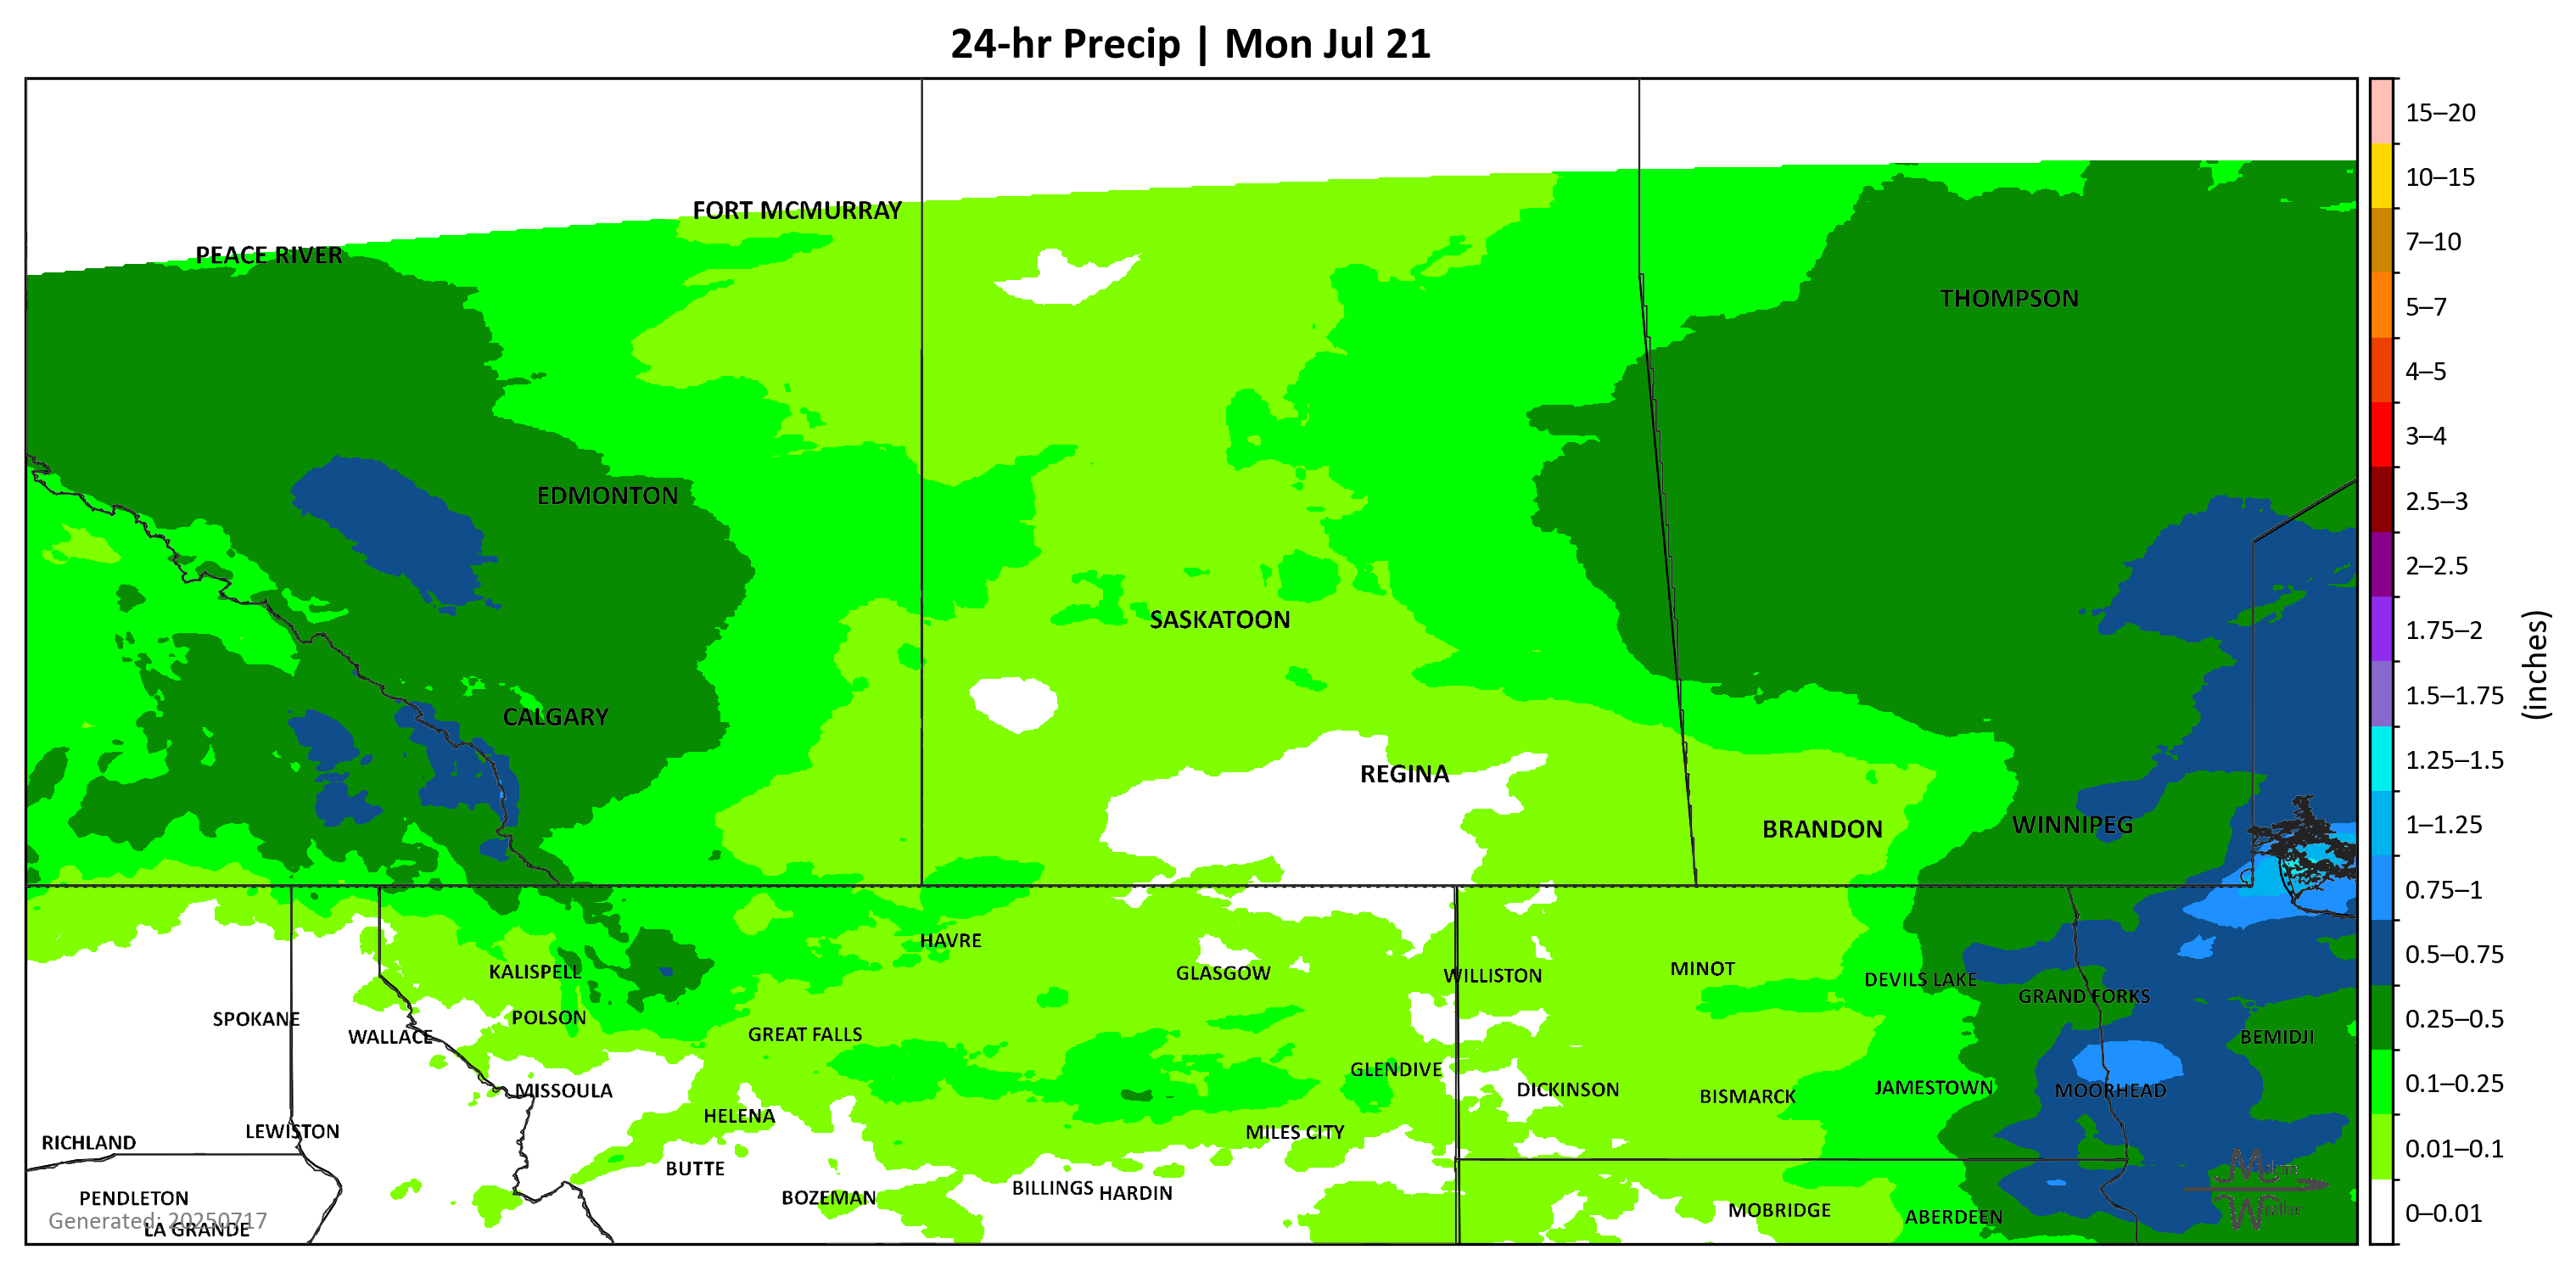 24-hr Precip | Mon Jul 21
15–20
10–15
7–10
5–7
4–5
3–4
2.5–3
2–2.5
1.75–2
1.5–1.75
1.25–1.5
1–1.25
0.75–1
0.5–0.75
0.25–0.5
0.1–0.25
0.01–0.1
0–0.01
(inches)
FORT MCMURRAY
PEACE RIVER
THOMPSON
EDMONTON
SASKATOON
CALGARY
REGINA
BRANDON
WINNIPEG
HAVRE
KALISPELL
GLASGOW
WILLISTON
MINOT
DEVILS LAKE
GRAND FORKS
SPOKANE
POLSON
WALLACE
GREAT FALLS
BEMIDJI
GLENDIVE
MISSOULA
DICKINSON
BISMARCK
JAMESTOWN
MOORHEAD
HELENA
LEWISTON
MILES CITY
RICHLAND
BUTTE
BILLINGS
HARDIN
PENDLETON
BOZEMAN
MOBRIDGE
ABERDEEN
Generated: 20250717
LA GRANDE